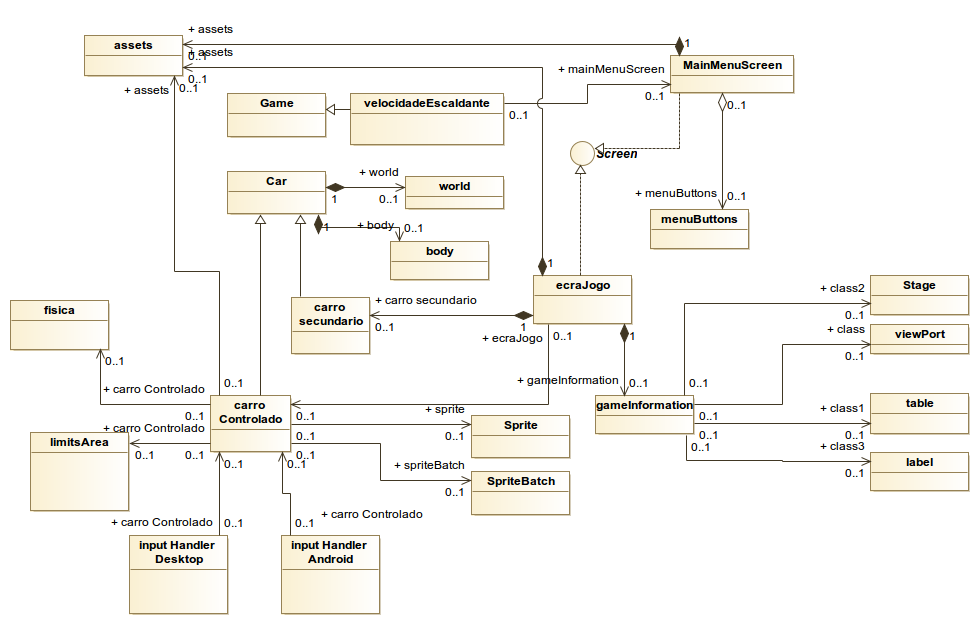 + assets
assets
1
+ assets
0..1
MainMenuScreen
+ mainMenuScreen
0..1
+ assets
0..1
0..1
0..1
Game
velocidadeEscaldante
0..1
Screen
Car
+ world
world
1
0..1
+ menuButtons
0..1
menuButtons
1
+ body
0..1
body
1
ecraJogo
Stage
+ class2
0..1
fisica
carro
secundario
+ carro secundario
0..1
1
+ ecraJogo
0..1
1
+ class
viewPort
0..1
0..1
+ carro Controlado
0..1
+ gameInformation
0..1
0..1
carro
Controlado
0..1
0..1
gameInformation
0..1
table
+ class1
0..1
+ sprite
Sprite
0..1
+ carro Controlado
limitsArea
0..1
0..1
0..1
0..1
0..1
+ class3
label
0..1
0..1
0..1
0..1
+ spriteBatch
SpriteBatch
0..1
+ carro Controlado
0..1
+ carro Controlado
0..1
input Handler
Desktop
input Handler
Android